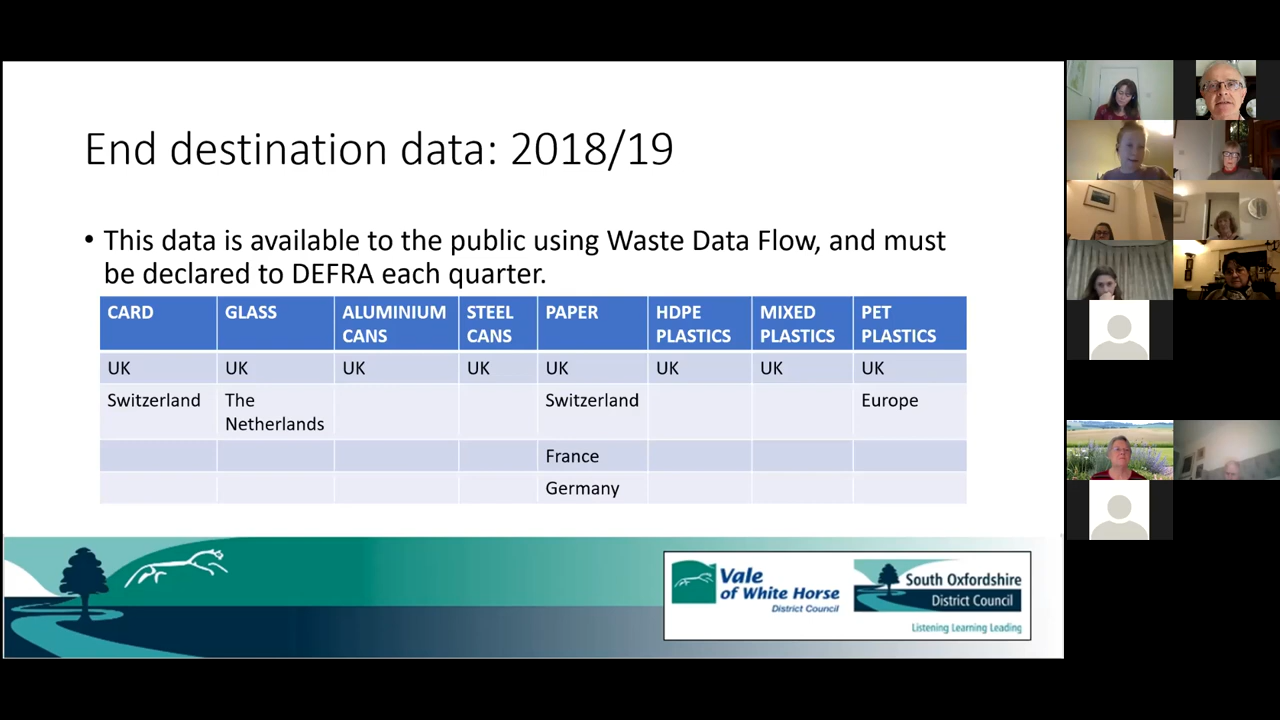 End destination data: 2018/19
• This data is available to the public using Waste Data Flow, and must
be declared to DEFRA each quarter.
CARD GLASS ALUMINIUM CANS STEEL CANS PAPER HDPE PLASTICS MIXED PLASTICS PET PLASTICS
UK UK UK UK UK UK UK UK
Switzerland The Netherlands Switzerland Europe
France
Germany
Vale
of White Horse
District Council
South Oxfordshire
District Council
Listening Learning Leading